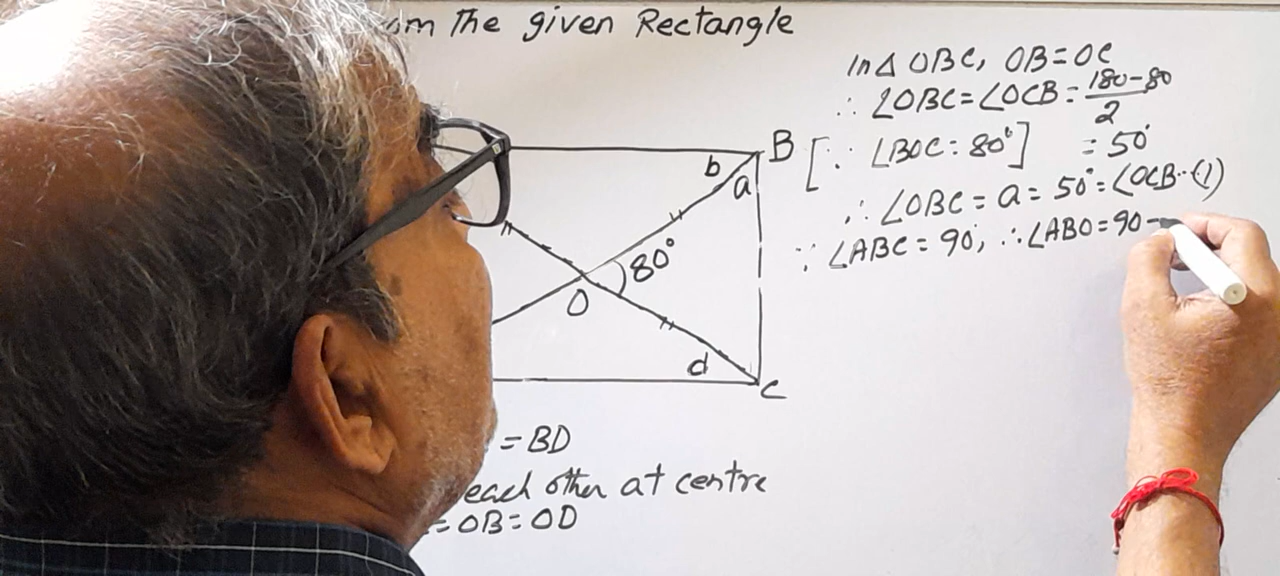 The given Rectangle
In Δ OBC, OB=OC
∴ ∠OBC=∠OCB=180-80
2
[∵ ∠BOC=80°] =50°
∴ ∠OBC=a=50°=∠OCB--(1)
∵ ∠ABC=90°, ∴∠ABO=90-
b
B
a
80°
O
d
C
=BD
each other at centre
=OB=OD